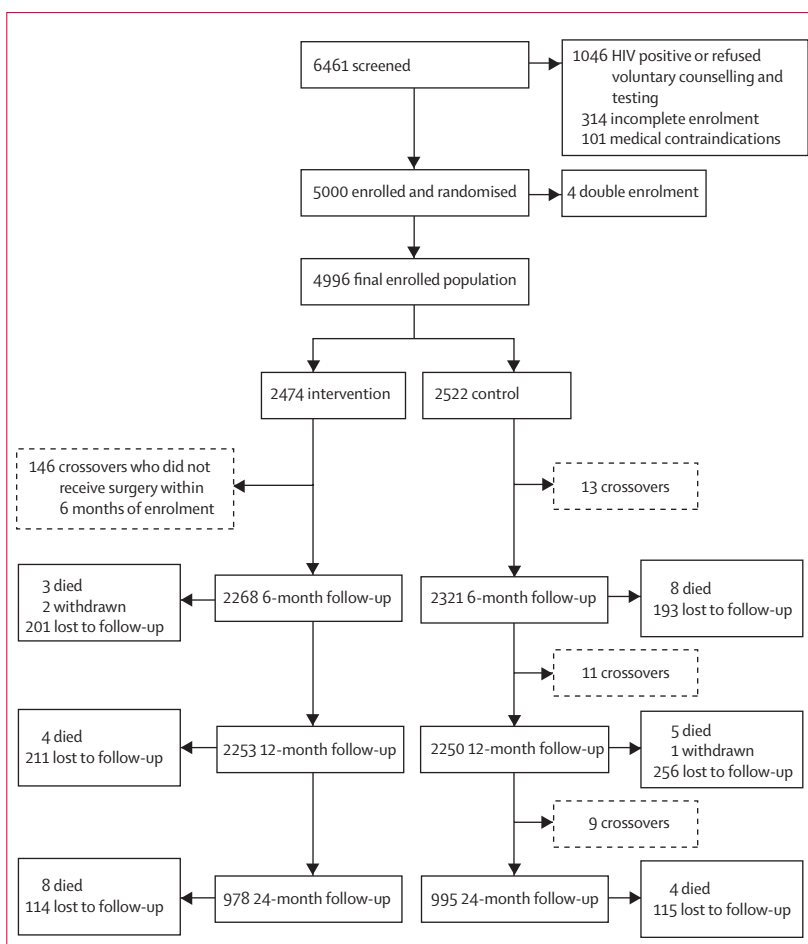 6461 screened
1046 HIV positive or refused
voluntary counselling and
testing
314 incomplete enrolment
101 medical contraindications
5000 enrolled and randomised
4 double enrolment
4996 final enrolled population
2474 intervention
2522 control
146 crossovers who did not
receive surgery within
6 months of enrolment
13 crossovers
3 died
2 withdrawn
201 lost to follow-up
2268 6-month follow-up
2321 6-month follow-up
8 died
193 lost to follow-up
11 crossovers
4 died
211 lost to follow-up
2253 12-month follow-up
2250 12-month follow-up
5 died
1 withdrawn
256 lost to follow-up
9 crossovers
8 died
114 lost to follow-up
978 24-month follow-up
995 24-month follow-up
4 died
115 lost to follow-up